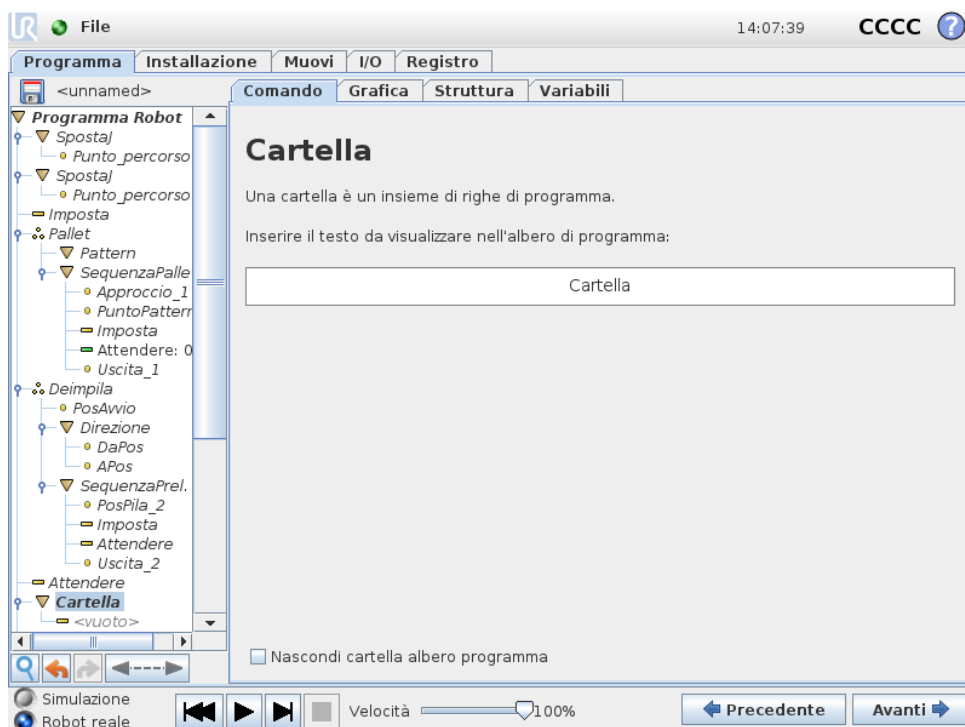 UR File 14:07:39 CCCC ?
Programma Installazione Muovi I/O Registro
<unnamed>
Comando Grafica Struttura Variabili
Programma Robot
SpostaJ
Punto_percorso
SpostaJ
Punto_percorso
Imposta
Pallet
Pattern
SequenzaPalle
Approccio_1
PuntoPattern
Imposta
Attendere: 0
Uscita_1
Deimpila
PosAvvio
Direzione
DaPos
APos
SequenzaPrel.
PosPila_2
Imposta
Attendere
Uscita_2
Attendere
Cartella
<vuoto>
Cartella
Una cartella è un insieme di righe di programma.
Inserire il testo da visualizzare nell'albero di programma:
Cartella
Nascondi cartella albero programma
Simulazione
Robot reale
Velocità 100%
Precedente Avanti